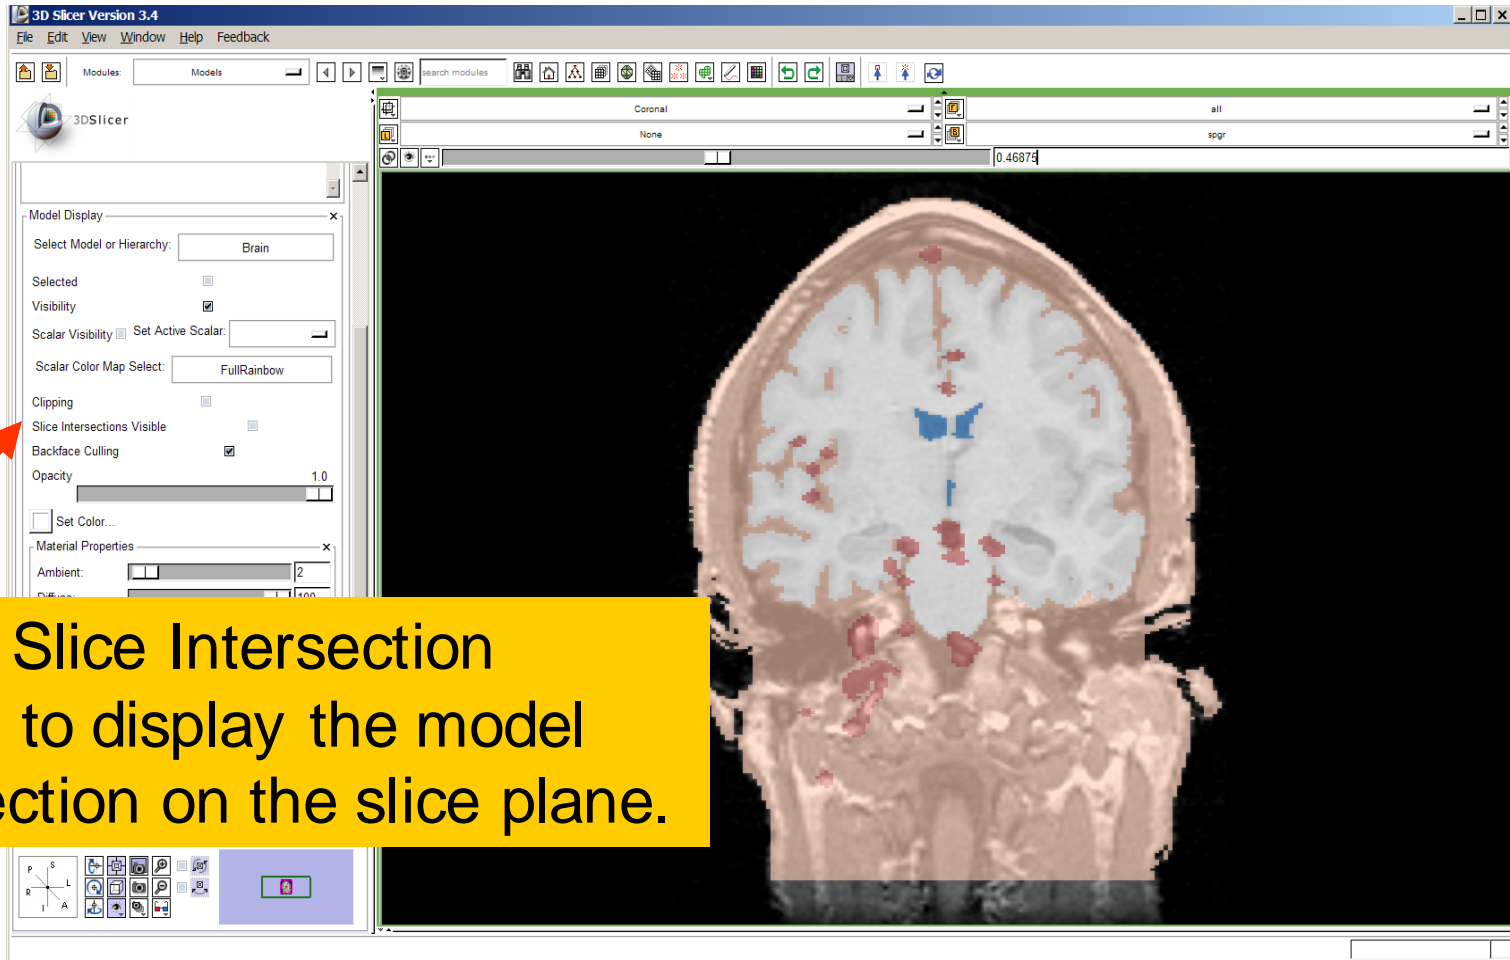 3D Slicer Version 3.4
File Edit View Window Help Feedback
Modules: Models search modules
3DSlicer
Coronal all
None spgr
0.46875
Model Display
Select Model or Hierarchy: Brain
Selected
Visibility
Scalar Visibility Set Active Scalar:
Scalar Color Map Select: FullRainbow
Clipping
Slice Intersections Visible
Backface Culling
Opacity 1.0
Set Color...
Material Properties
Ambient: 2
Slice Intersection
to display the model
ection on the slice plane.
P S
R L
I A